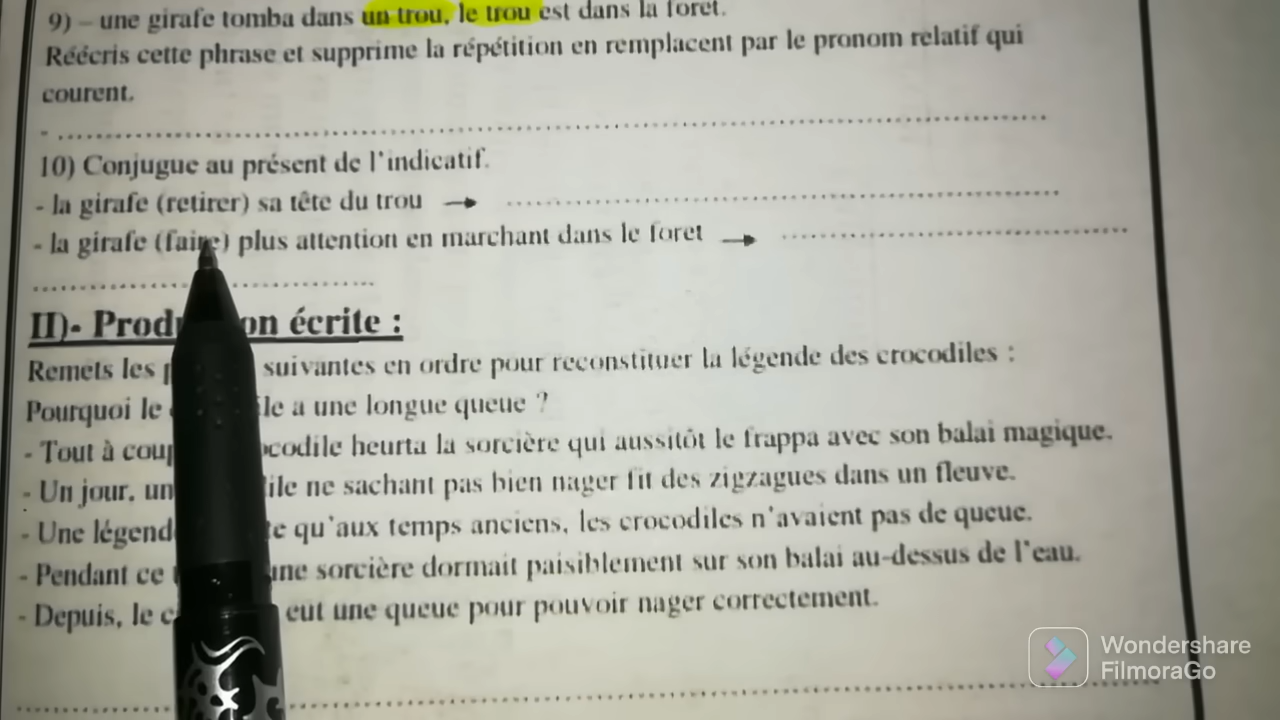 9) – une girafe tomba dans un trou, le trou est dans la foret.
Réécris cette phrase et supprime la répétition en remplacent par le pronom relatif qui
courent.
- ........................................
10) Conjugue au présent de l'indicatif.
- la girafe (retirer) sa tête du trou → ........................................
- la girafe (faire) plus attention en marchant dans le foret → ........................................
........................................
II)- Prod on écrite :
Remets les suivantes en ordre pour reconstituer la légende des crocodiles :
Pourquoi le a une longue queue ?
- Tout à coup heurta la sorcière qui aussitôt le frappa avec son balai magique.
- Un jour, un ne sachant pas bien nager fit des zigzagues dans un fleuve.
- Une légend qu'aux temps anciens, les crocodiles n'avaient pas de queue.
- Pendant ce une sorcière dormait paisiblement sur son balai au-dessus de l'eau.
- Depuis, le eut une queue pour pouvoir nager correctement.
........................................
Wondershare
FilmoraGo